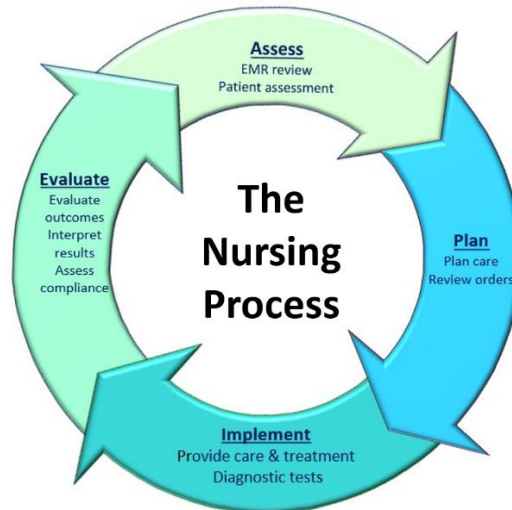 Assess
EMR review
Patient assessment
Evaluate
Evaluate
outcomes
Interpret
results
Assess
compliance
The
Nursing
Process
Plan
Plan care
Review orders
Implement
Provide care & treatment
Diagnostic tests